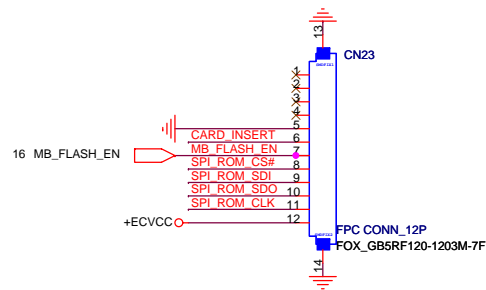 13
CN23
1
2
3
4
5
CARD_INSERT 6
16 MB_FLASH_EN MB_FLASH_EN 7
SPI_ROM_CS# 8
SPI_ROM_SDI 9
SPI_ROM_SDO 10
SPI_ROM_CLK 11
+ECVCC 12
FPC CONN_12P
FOX_GB5RF120-1203M-7F
14